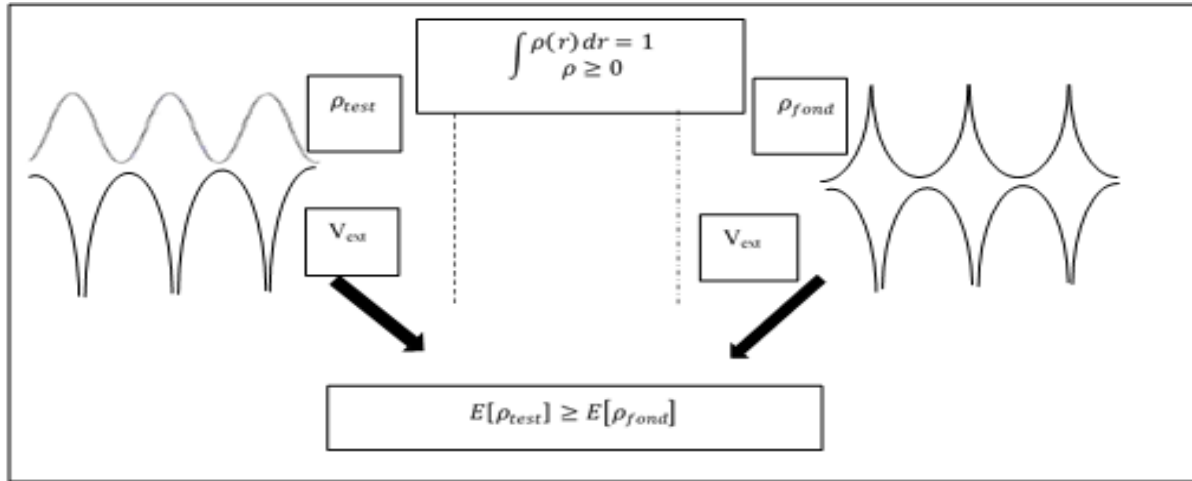 ∫ρ(r) dr = 1
ρ ≥ 0
ρ_test
ρ_fond
V_ext
V_ext
E[ρ_test] ≥ E[ρ_fond]